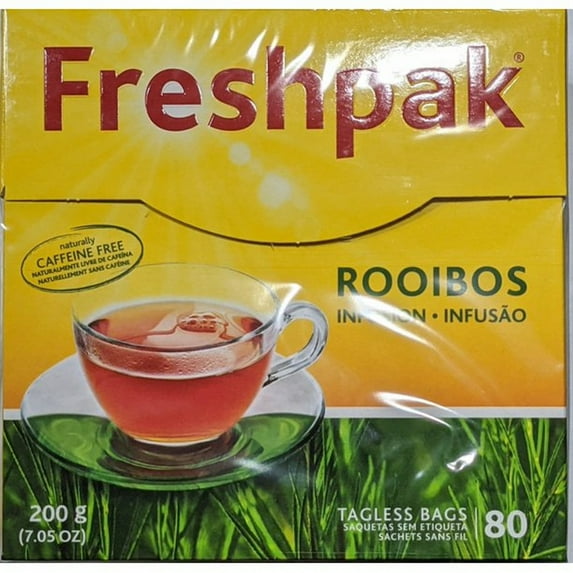 Freshpak®
naturally
CAFFEINE FREE
NATURALMENTE LIVRE DE CAFEÍNA
NATURELLEMENT SANS CAFÉINE
ROOIBOS
INFUSION • INFUSÃO
200 g
(7.05 OZ)
TAGLESS BAGS
SAQUETAS SEM ETIQUETA
SACHETS SANS FIL
80